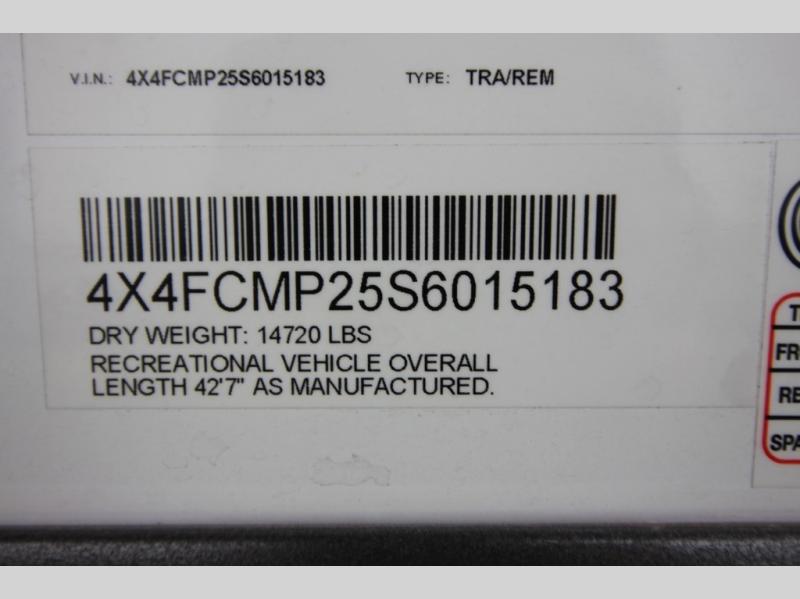 V.I.N.: 4X4FCMP25S6015183 TYPE: TRA/REM
4X4FCMP25S6015183
DRY WEIGHT: 14720 LBS
RECREATIONAL VEHICLE OVERALL
LENGTH 42'7" AS MANUFACTURED.